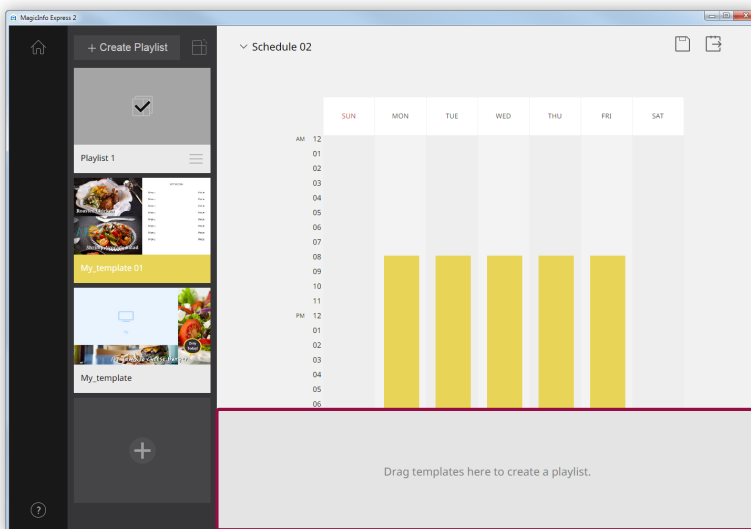 MagicInfo Express 2
+ Create Playlist
Schedule 02
Playlist 1
My_template 01
My_template
SUN MON TUE WED THU FRI SAT
AM 12
01
02
03
04
05
06
07
08
09
10
11
PM 12
01
02
03
04
05
06
Drag templates here to create a playlist.
?